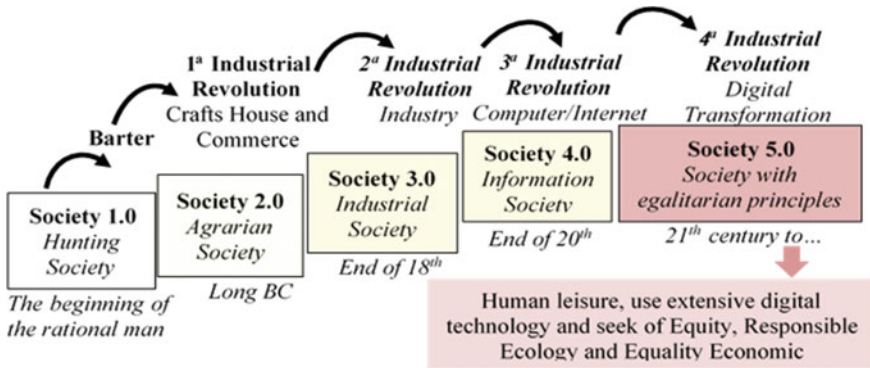 Barter
1ª Industrial
Revolution
Crafts House and
Commerce
2ª Industrial
Revolution
Industry
3ª Industrial
Revolution
Computer/Internet
4ª Industrial
Revolution
Digital
Transformation
Society 1.0
Hunting
Society
The beginning of
the rational man
Society 2.0
Agrarian
Society
Long BC
Society 3.0
Industrial
Society
End of 18th
Society 4.0
Information
Society
End of 20th
Society 5.0
Society with
egalitarian principles
21th century to...
Human leisure, use extensive digital
technology and seek of Equity, Responsible
Ecology and Equality Economic